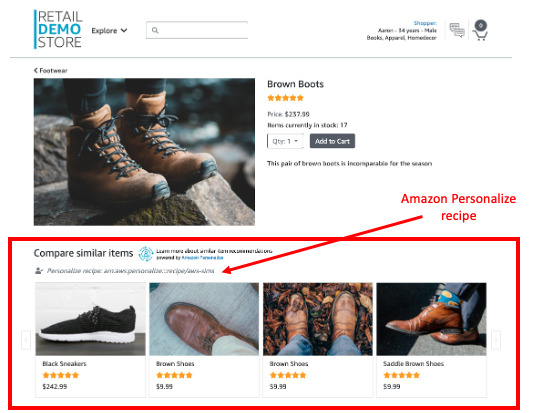 RETAIL
DEMO
STORE
Explore
Shopper:
Aaron - 34 years - Male
Books, Apparel, Homedecor
0
Footwear
Brown Boots
Price: $237.99
Items currently in stock: 17
Qty: 1
Add to Cart
This pair of brown boots is incomparable for the season
Amazon Personalize
recipe
Compare similar items
Learn more about similar item recommendations
powered by Amazon Personalize
Personalize recipe: arn:aws:personalize:::recipe/aws-sims
Black Sneakers
$242.99
Brown Shoes
$9.99
Brown Shoes
$9.99
Saddle Brown Shoes
$9.99